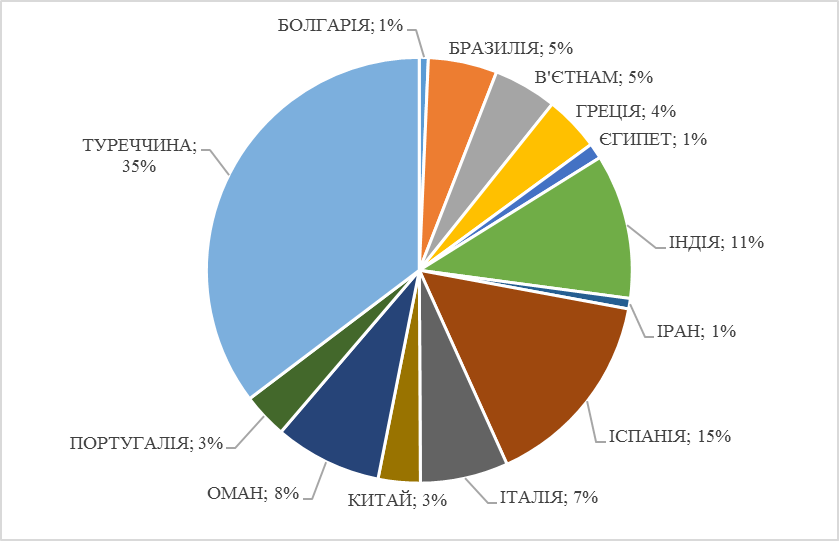 БОЛГАРІЯ; 1%
БРАЗИЛІЯ; 5%
В'ЄТНАМ; 5%
ГРЕЦІЯ; 4%
ЄГИПЕТ; 1%
ІНДІЯ; 11%
ІРАН; 1%
ІСПАНІЯ; 15%
ІТАЛІЯ; 7%
КИТАЙ; 3%
ОМАН; 8%
ПОРТУГАЛІЯ; 3%
ТУРЕЧЧИНА;
35%